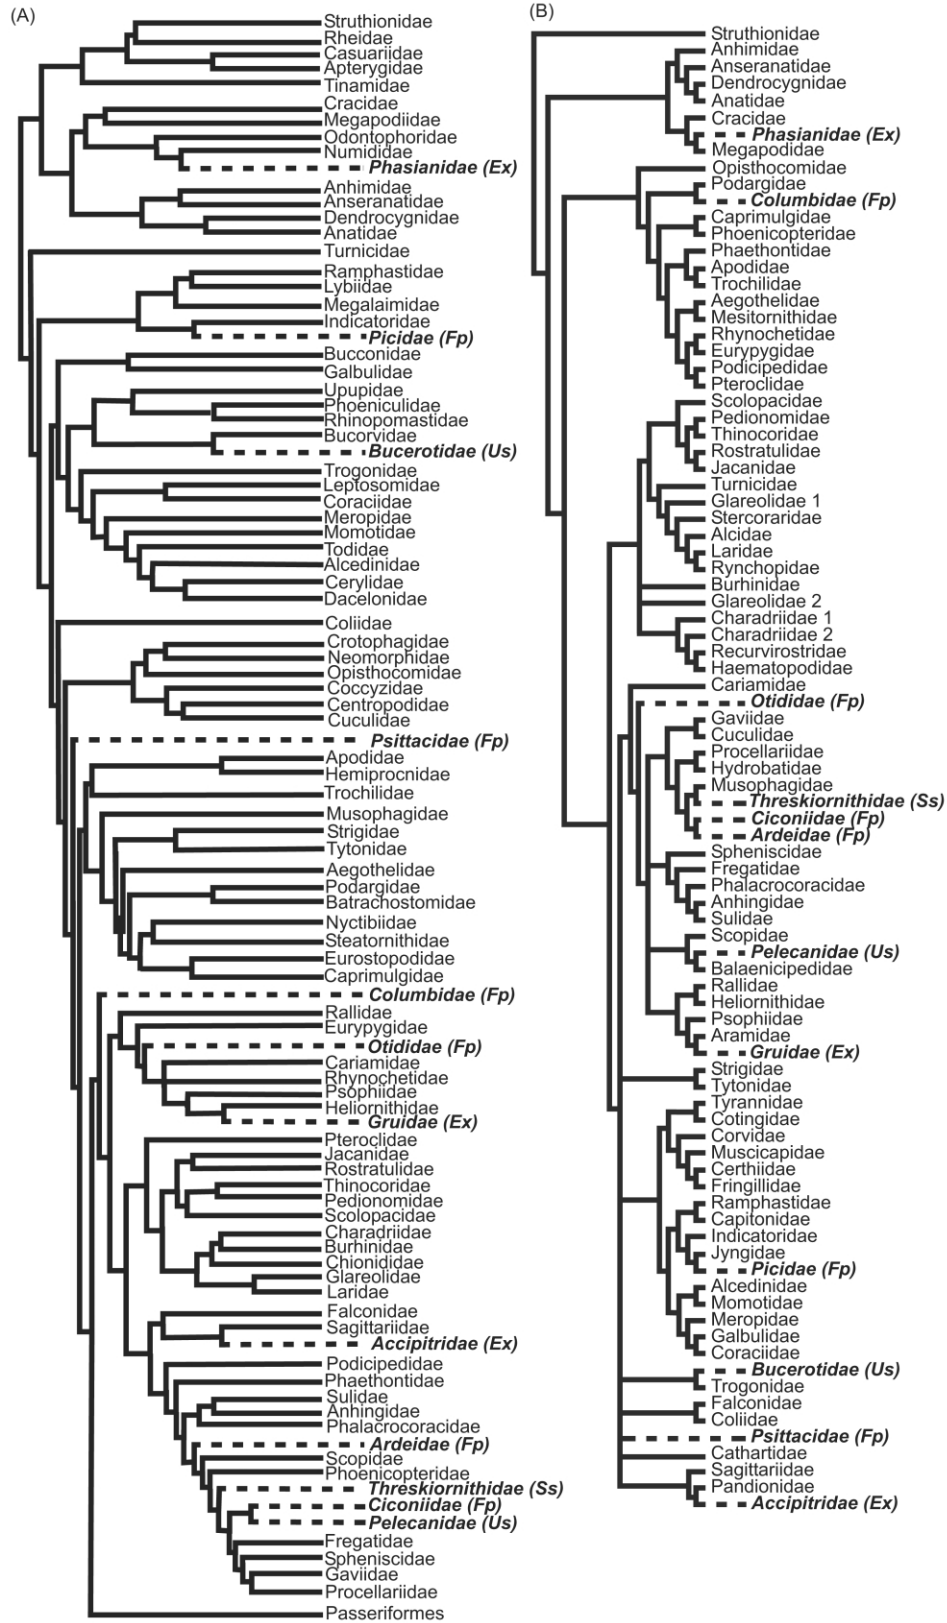 (A)
Struthionidae
Rheidae
Casuariidae
Apterygidae
Tinamidae
Cracidae
Megapodiidae
Odontophoridae
Numididae
Phasianidae (Ex)
Anhimidae
Anseranatidae
Dendrocygnidae
Anatidae
Turnicidae
Ramphastidae
Lybiidae
Megalaimidae
Indicatoridae
Picidae (Fp)
Bucconidae
Galbulidae
Upupidae
Phoeniculidae
Rhinopomastidae
Bucorvidae
Bucerotidae (Us)
Trogonidae
Leptosomidae
Coraciidae
Meropidae
Momotidae
Todidae
Alcedinidae
Cerylidae
Dacelonidae
Coliidae
Crotophagidae
Neomorphidae
Opisthocomidae
Coccyzidae
Centropodidae
Cuculidae
Psittacidae (Fp)
Apodidae
Hemiprocnidae
Trochilidae
Musophagidae
Strigidae
Tytonidae
Aegothelidae
Podargidae
Batrachostomidae
Nyctibiidae
Steatornithidae
Eurostopodidae
Caprimulgidae
Columbidae (Fp)
Rallidae
Eurypygidae
Otididae (Fp)
Cariamidae
Rhynochetidae
Psophiidae
Heliornithidae
Gruidae (Ex)
Pteroclidae
Jacanidae
Rostratulidae
Thinocoridae
Pedionomidae
Scolopacidae
Charadriidae
Burhinidae
Chionididae
Glareolidae
Laridae
Falconidae
Sagittariidae
Accipitridae (Ex)
Podicipedidae
Phaethontidae
Sulidae
Anhingidae
Phalacrocoracidae
Ardeidae (Fp)
Scopidae
Phoenicopteridae
Threskiornithidae (Ss)
Ciconiidae (Fp)
Pelecanidae (Us)
Fregatidae
Spheniscidae
Gaviidae
Procellariidae
Passeriformes
(B)
Struthionidae
Anhimidae
Anseranatidae
Dendrocygnidae
Anatidae
Cracidae
Phasianidae (Ex)
Megapodidae
Opisthocomidae
Podargidae
Columbidae (Fp)
Caprimulgidae
Phoenicopteridae
Phaethontidae
Apodidae
Trochilidae
Aegothelidae
Mesitornithidae
Rhynochetidae
Eurypygidae
Podicipedidae
Pteroclidae
Scolopacidae
Pedionomidae
Thinocoridae
Rostratulidae
Jacanidae
Turnicidae
Glareolidae 1
Stercoraridae
Alcidae
Laridae
Rynchopidae
Burhinidae
Glareolidae 2
Charadriidae 1
Charadriidae 2
Recurvirostridae
Haematopodidae
Cariamidae
Otididae (Fp)
Gaviidae
Cuculidae
Procellariidae
Hydrobatidae
Musophagidae
Threskiornithidae (Ss)
Ciconiidae (Fp)
Ardeidae (Fp)
Spheniscidae
Fregatidae
Phalacrocoracidae
Anhingidae
Sulidae
Scopidae
Pelecanidae (Us)
Balaenicipedidae
Rallidae
Heliornithidae
Psophiidae
Aramidae
Gruidae (Ex)
Strigidae
Tytonidae
Tyrannidae
Cotingidae
Corvidae
Muscicapidae
Certhiidae
Fringillidae
Ramphastidae
Capitonidae
Indicatoridae
Jyngidae
Picidae (Fp)
Alcedinidae
Momotidae
Meropidae
Galbulidae
Coraciidae
Bucerotidae (Us)
Trogonidae
Falconidae
Coliidae
Psittacidae (Fp)
Cathartidae
Sagittariidae
Pandionidae
Accipitridae (Ex)